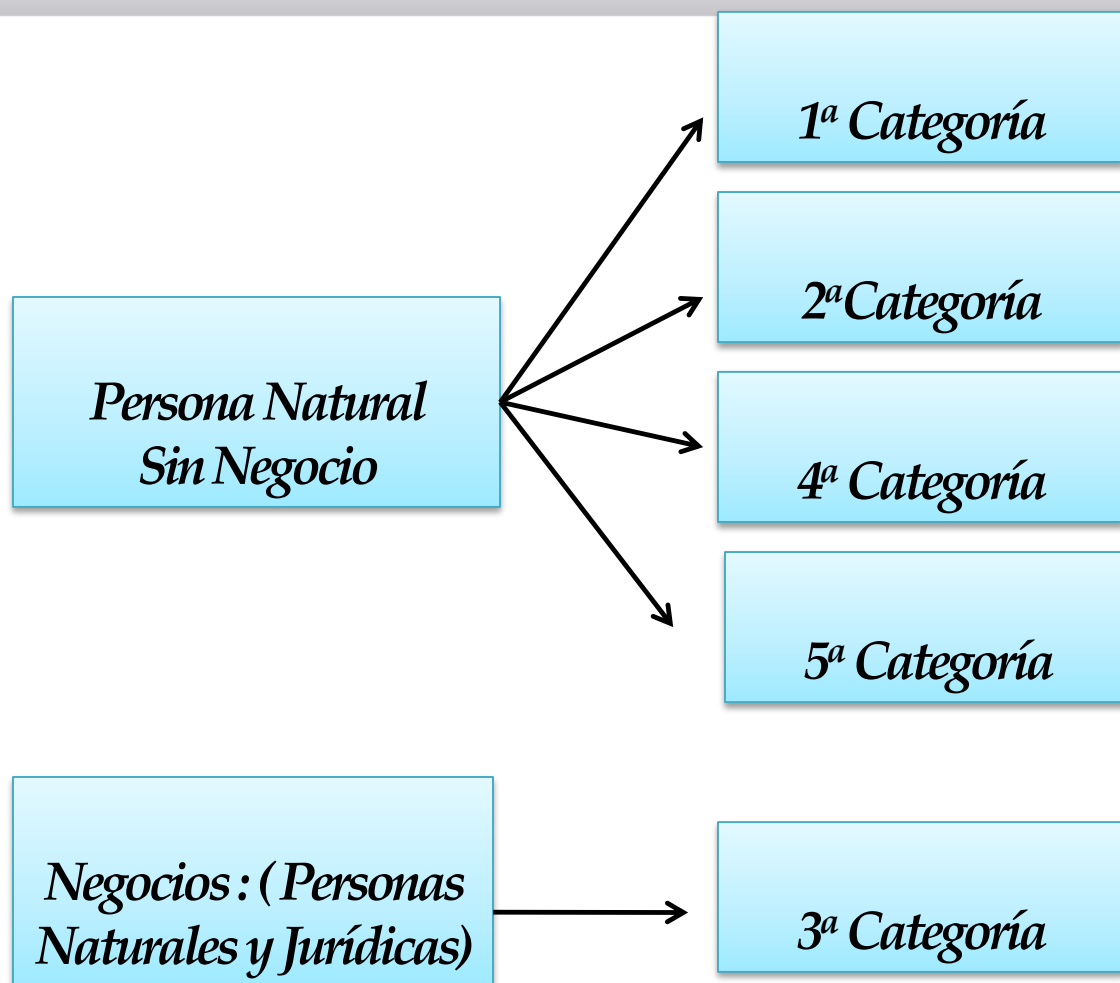 1ª Categoría
2ªCategoría
Persona Natural
Sin Negocio
4ª Categoría
5ª Categoría
Negocios : ( Personas
Naturales y Jurídicas)
3ª Categoría